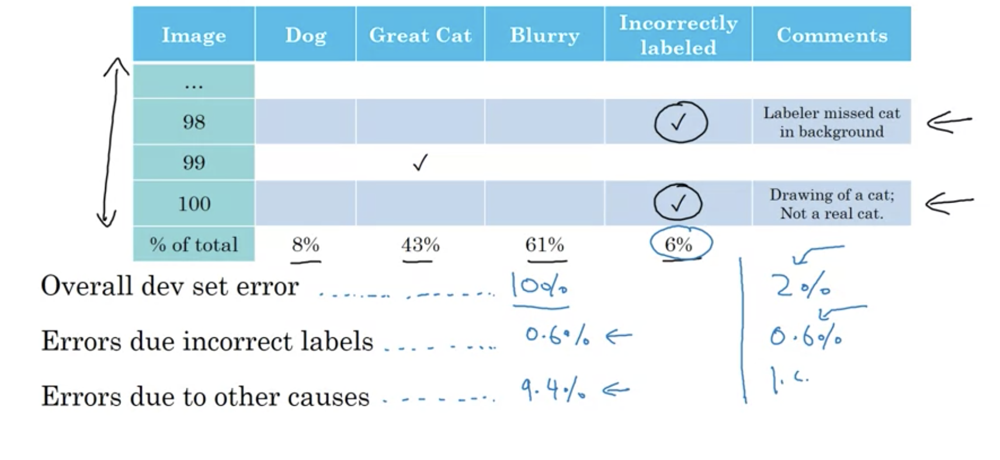 Image Dog Great Cat Blurry Incorrectly labeled Comments
...
98 ✓ Labeler missed cat in background
99 ✓
100 ✓ Drawing of a cat; Not a real cat.
% of total 8% 43% 61% 6%
Overall dev set error 10% 2%
Errors due incorrect labels 0.6% 0.6%
Errors due to other causes 9.4% 1.